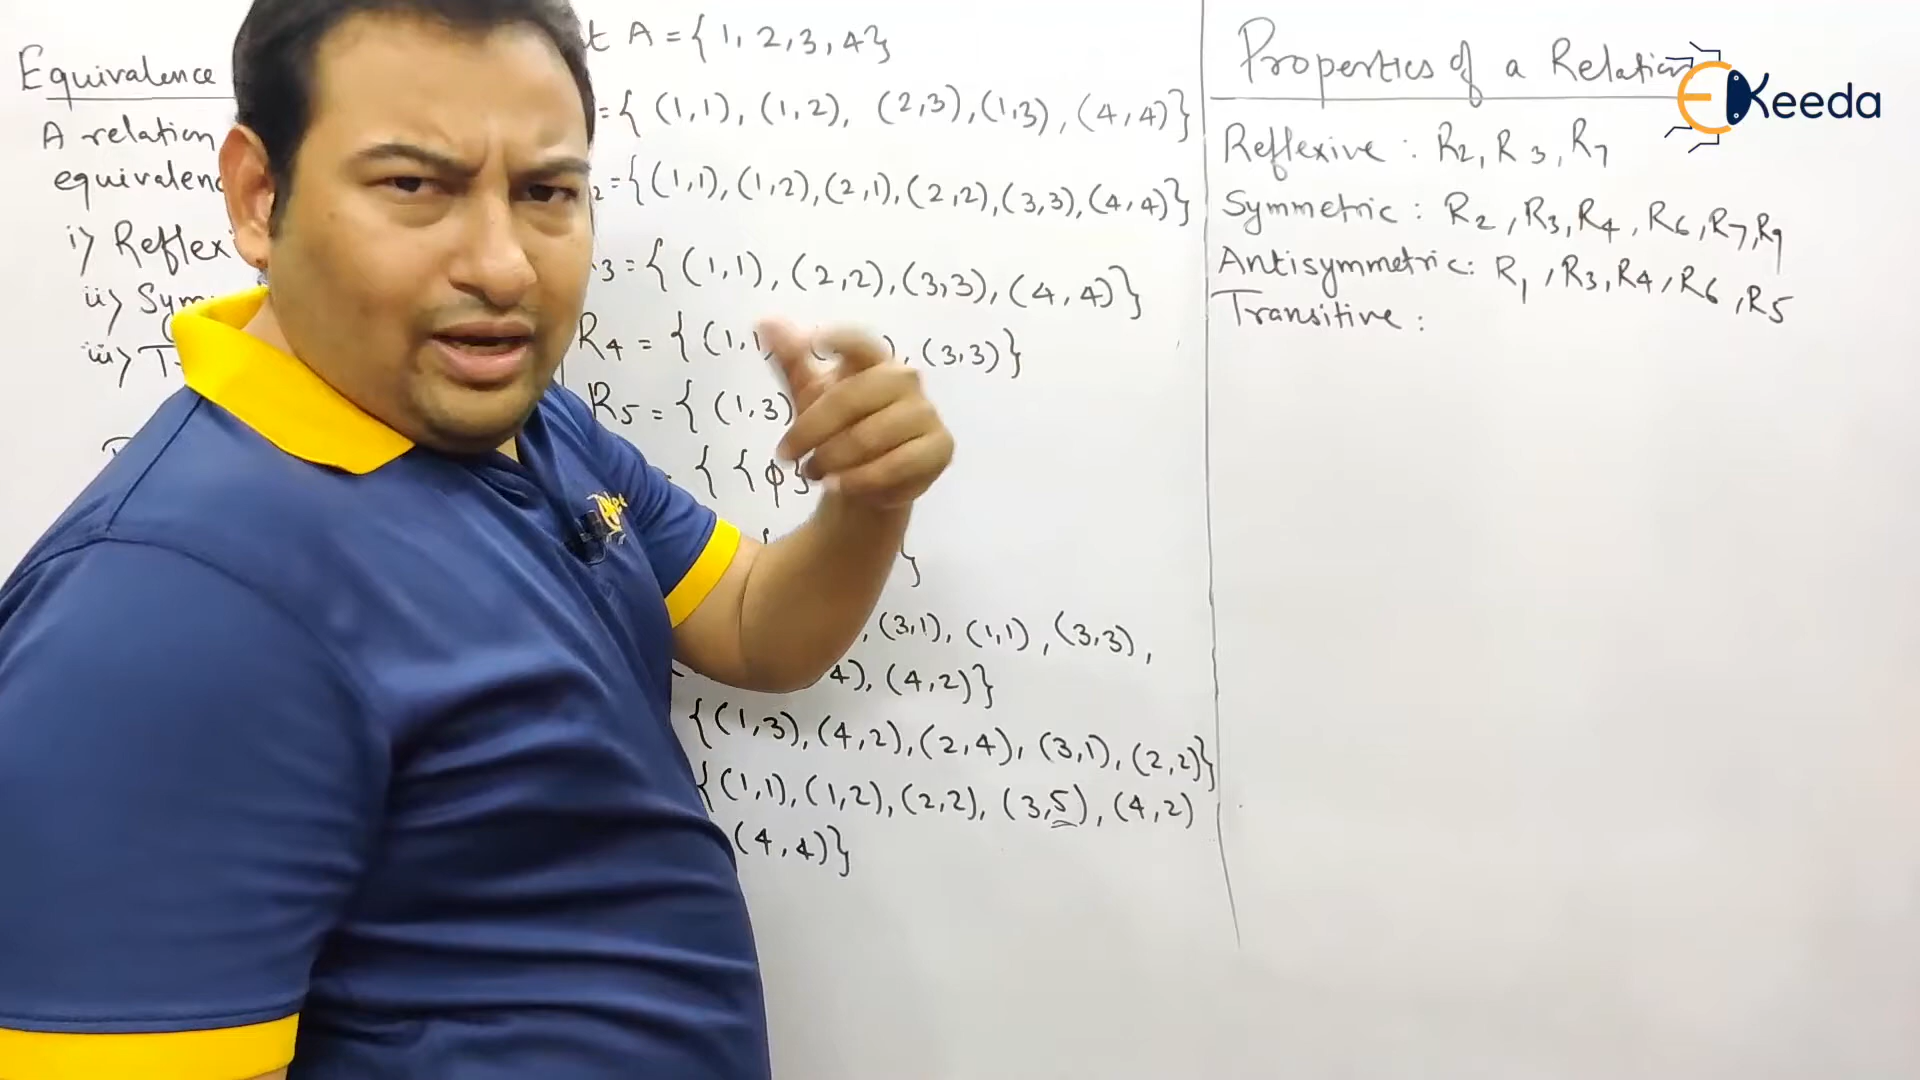 Equivalence
A relation
equivalenc
i) Reflex
ii) Sym
iii) T
t A = { 1, 2, 3, 4}
= { (1,1), (1,2), (2,3), (1,3), (4,4)}
2 = {(1,1), (1,2), (2,1), (2,2), (3,3), (4,4)}
3 = { (1,1), (2,2), (3,3), (4,4)}
R4 = { (1,1 ), (3,3)}
R5 = { (1,3)
{ {φ}
}
, (3,1), (1,1), (3,3),
4), (4,2)}
{(1,3), (4,2), (2,4), (3,1), (2,2)}
{(1,1), (1,2), (2,2), (3,5), (4,2)
(4,4)}
Properties of a Relation
Reflexive : R2, R3, R7
Symmetric : R2, R3, R4, R6, R7, R9
Antisymmetric: R1, R3, R4, R6, R5
Transitive :
EKeeda